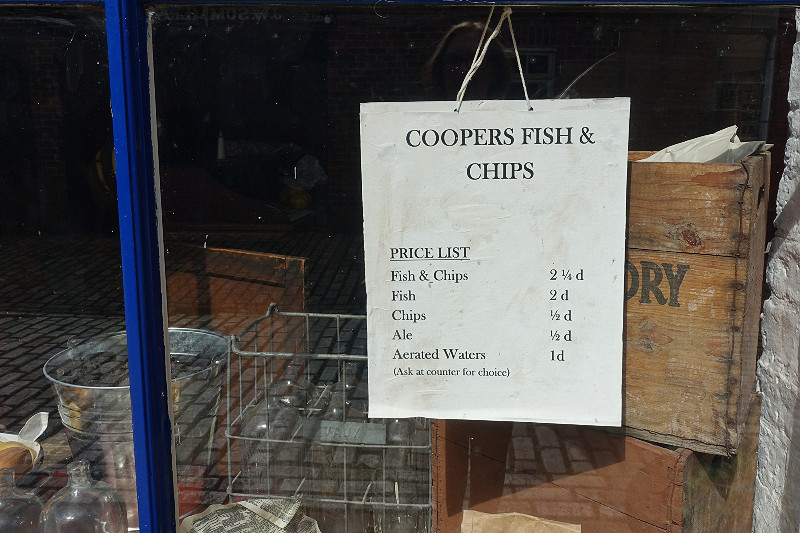 COOPERS FISH &
CHIPS
PRICE LIST
Fish & Chips 2 ¼ d
Fish 2 d
Chips ½ d
Ale ½ d
Aerated Waters 1d
(Ask at counter for choice)
DRY